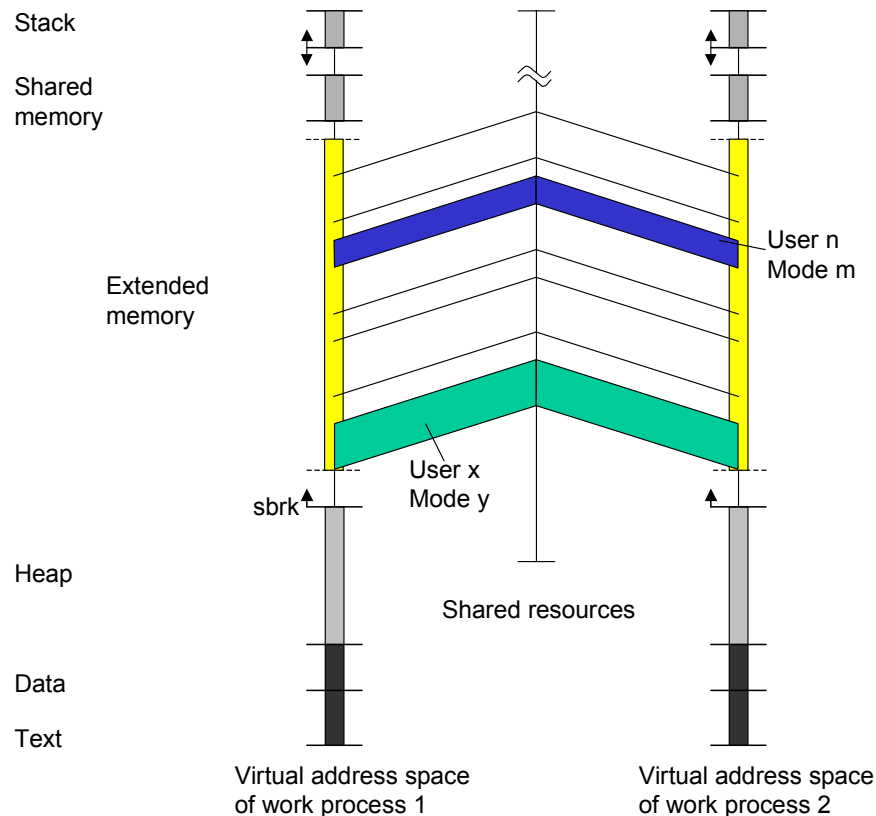 Stack
Shared
memory
User n
Mode m
Extended
memory
User x
Mode y
sbrk
Heap
Shared resources
Data
Text
Virtual address space
of work process 1
Virtual address space
of work process 2